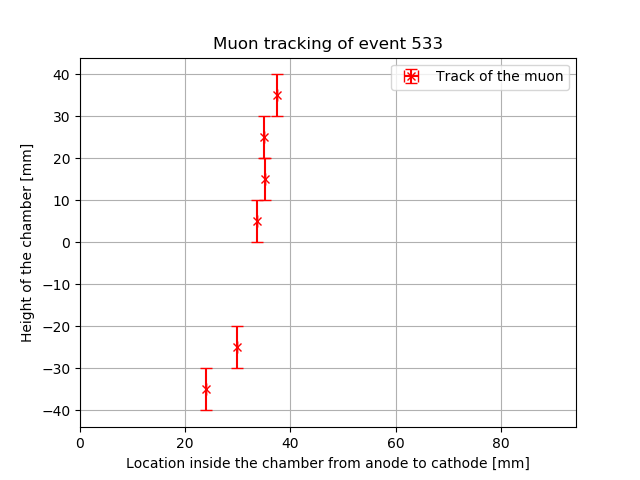 Muon tracking of event 533
Track of the muon
Height of the chamber [mm]
40
30
20
10
0
−10
−20
−30
−40
0 20 40 60 80
Location inside the chamber from anode to cathode [mm]